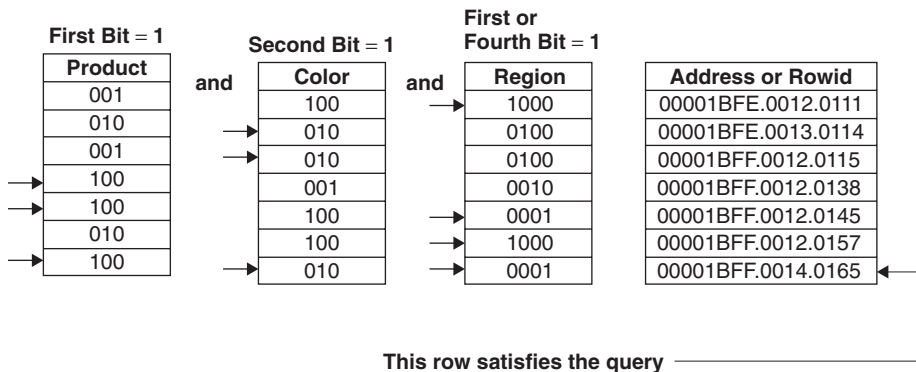 First Bit = 1
Product
001
010
001
100
100
010
100
and
Second Bit = 1
Color
100
010
010
001
100
100
010
and
First or
Fourth Bit = 1
Region
1000
0100
0100
0010
0001
1000
0001
Address or Rowid
00001BFE.0012.0111
00001BFE.0013.0114
00001BFF.0012.0115
00001BFF.0012.0138
00001BFF.0012.0145
00001BFF.0012.0157
00001BFF.0014.0165
This row satisfies the query